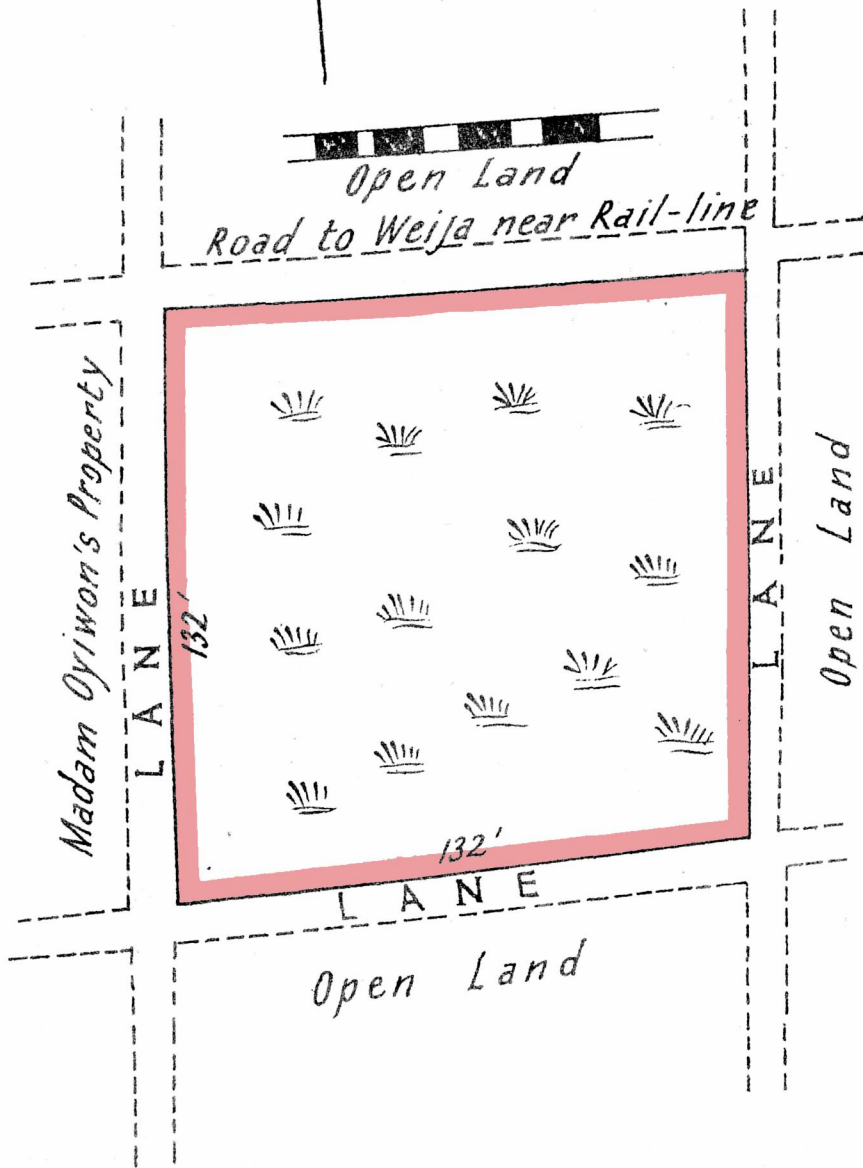 Open Land
Road to Weija near Rail-line
Madam Oyiwon's Property
LANE
132'
LANE
Open Land
132'
LANE
Open Land